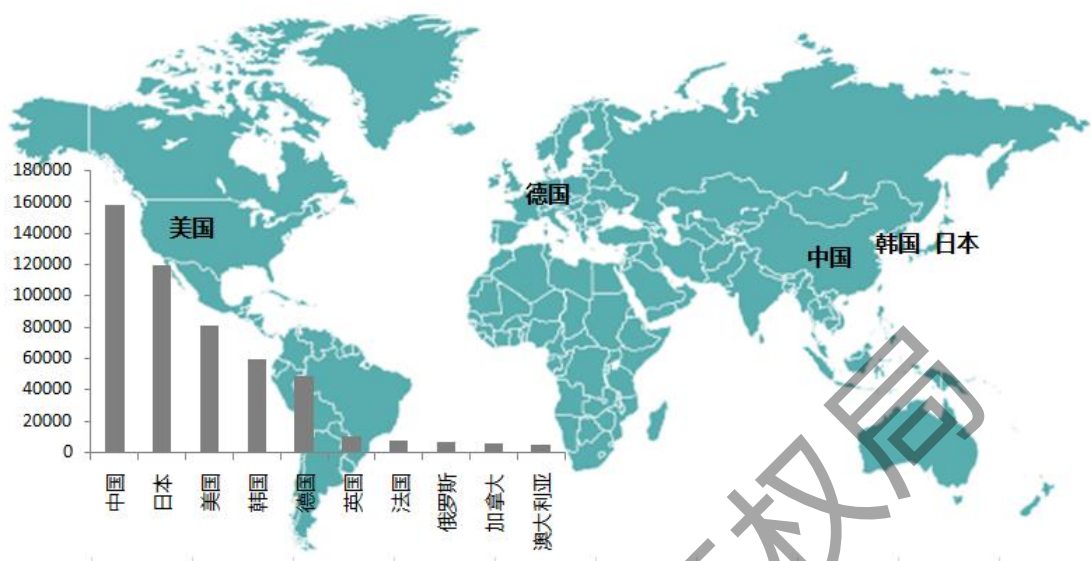 德国
美国
中国
韩国
日本
180000
160000
140000
120000
100000
80000
60000
40000
20000
0
中国
日本
美国
韩国
德国
英国
法国
俄罗斯
加拿大
澳大利亚
权局